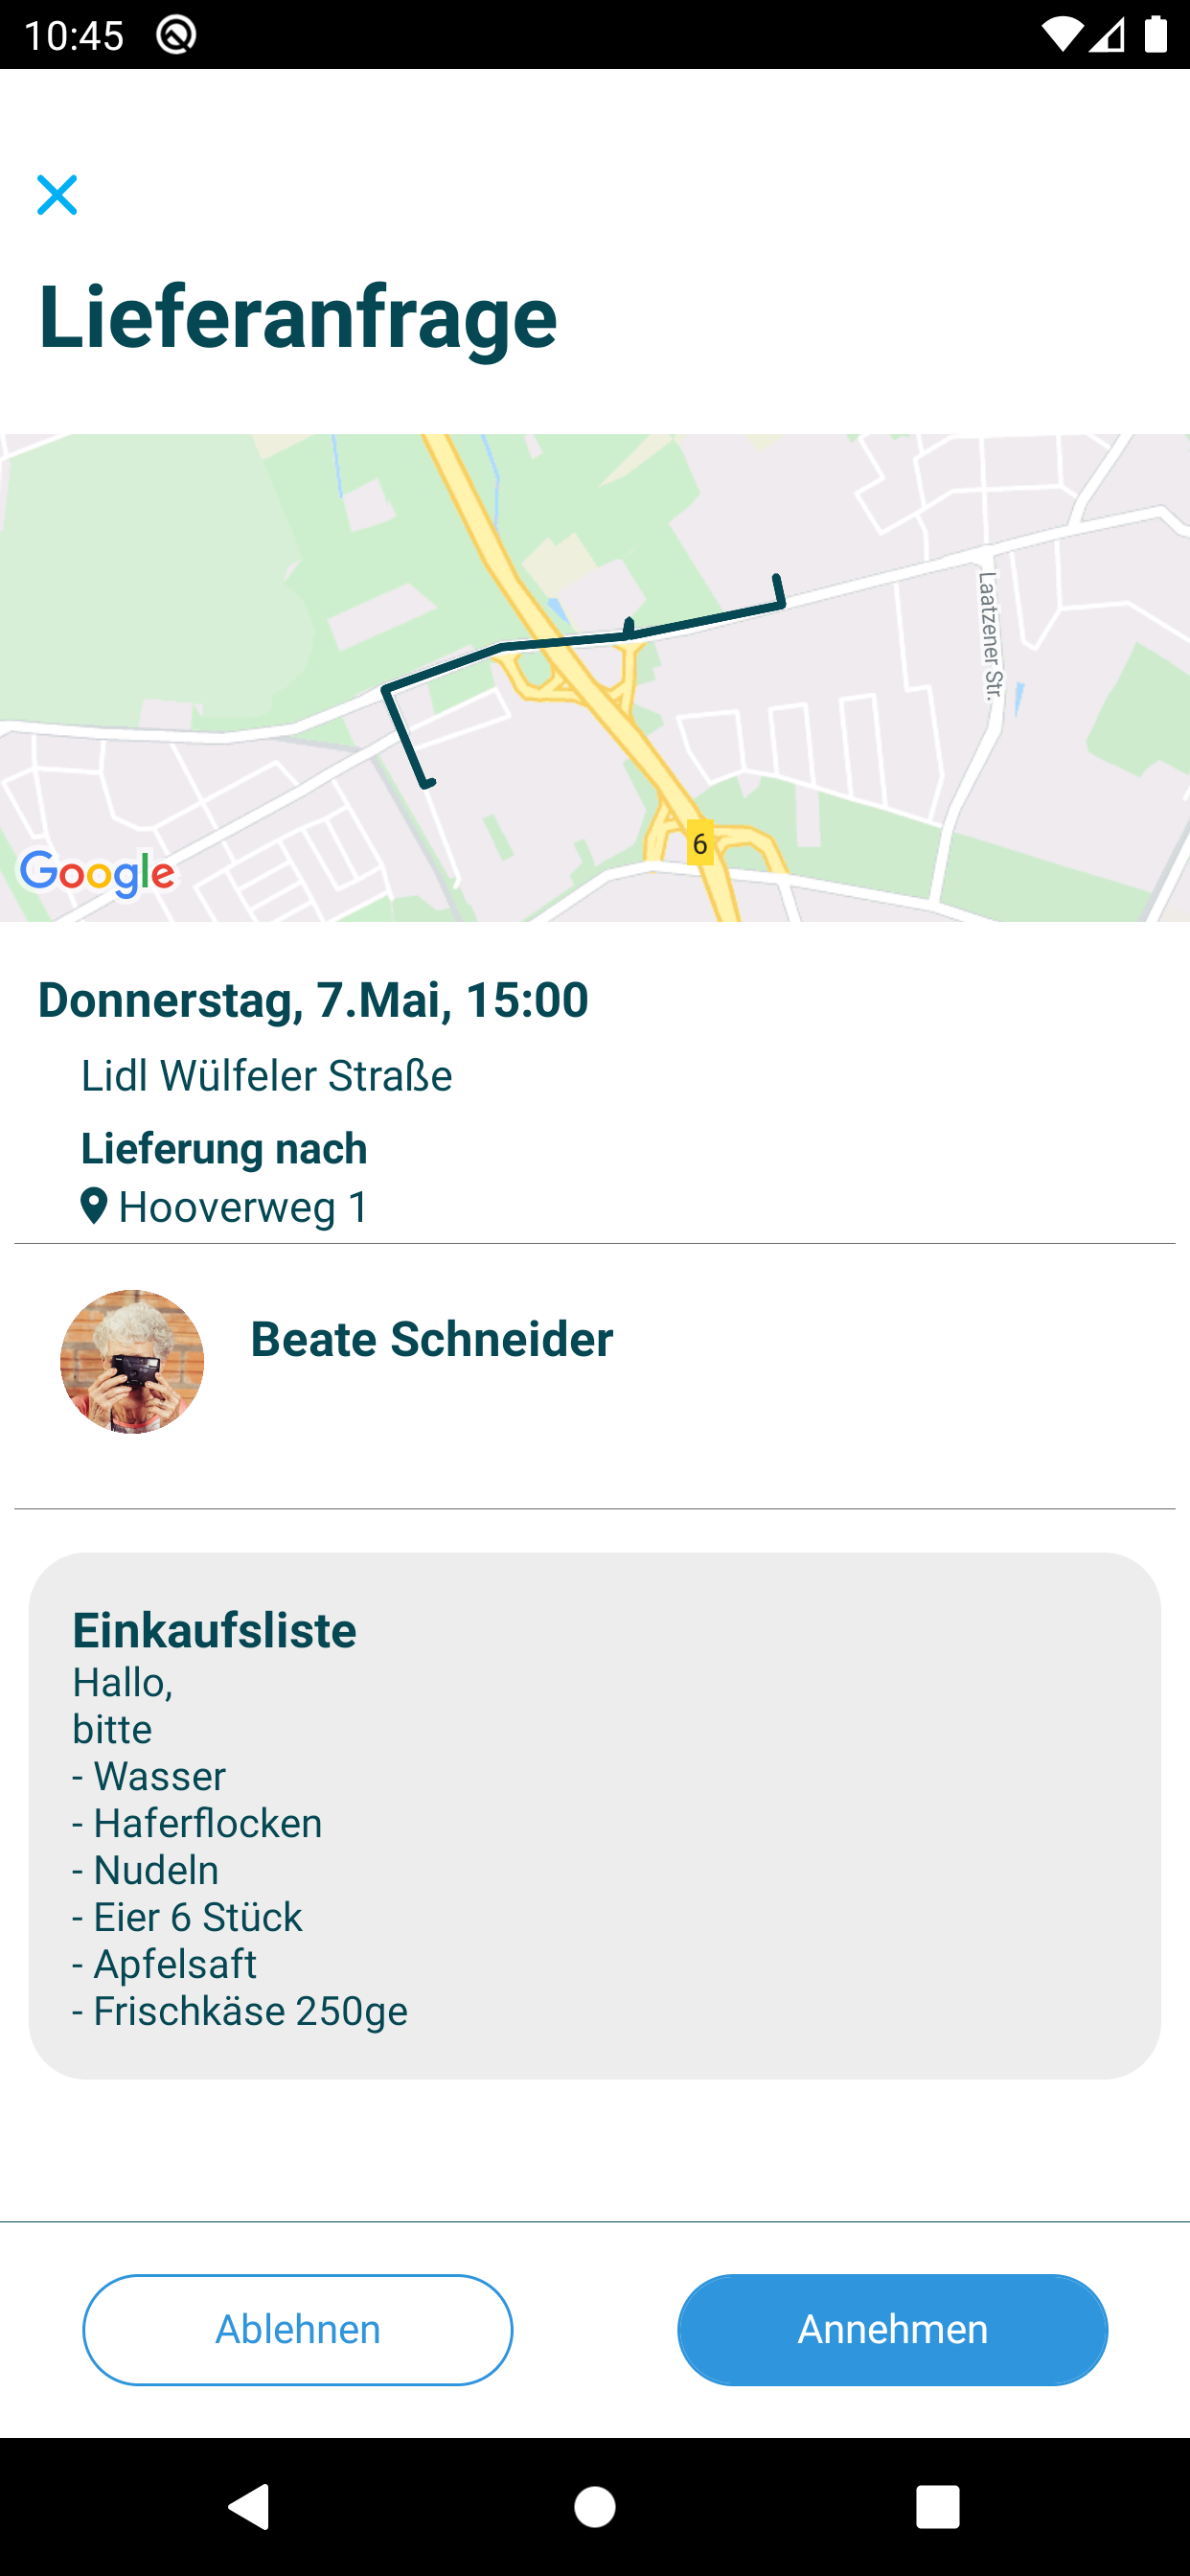 10:45
Lieferanfrage
Laatzener Str.
6
Google
Donnerstag, 7.Mai, 15:00
Lidl Wülfeler Straße
Lieferung nach
Hooverweg 1
Beate Schneider
Einkaufsliste
Hallo,
bitte
- Wasser
- Haferflocken
- Nudeln
- Eier 6 Stück
- Apfelsaft
- Frischkäse 250ge
Ablehnen
Annehmen